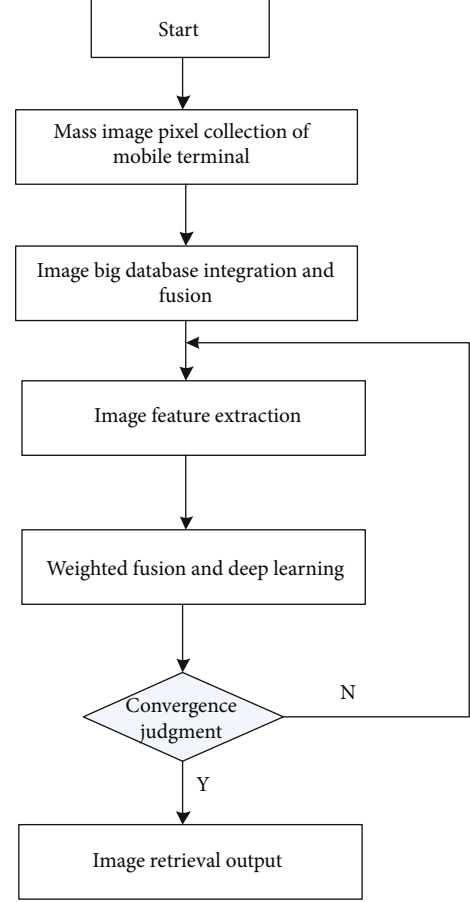 Start
Mass image pixel collection of
mobile terminal
Image big database integration and
fusion
Image feature extraction
Weighted fusion and deep learning
Convergence
judgment
N
Y
Image retrieval output